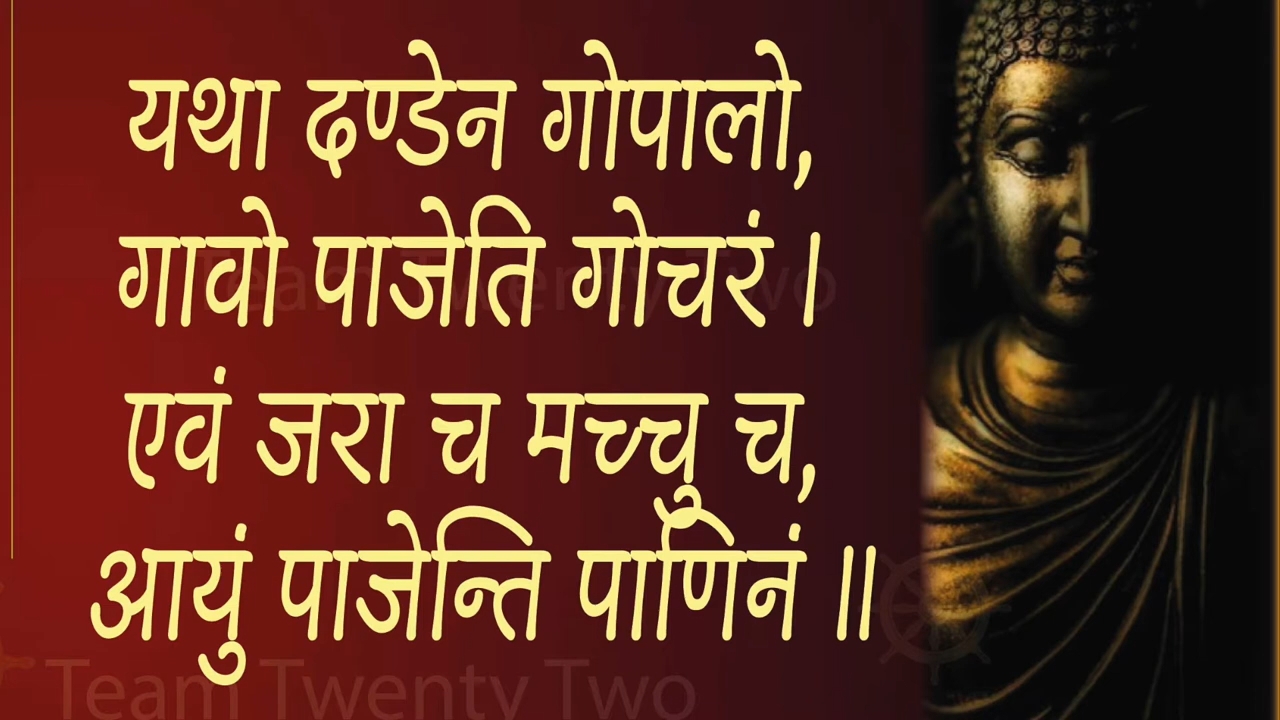 यथा दण्डेन गोपालो,
गावो पाजेति गोचरं ।
Team Twenty Two
एवं जरा च मच्चु च,
आयुं पाजेन्ति पाणिनं ॥
Team Twenty Two